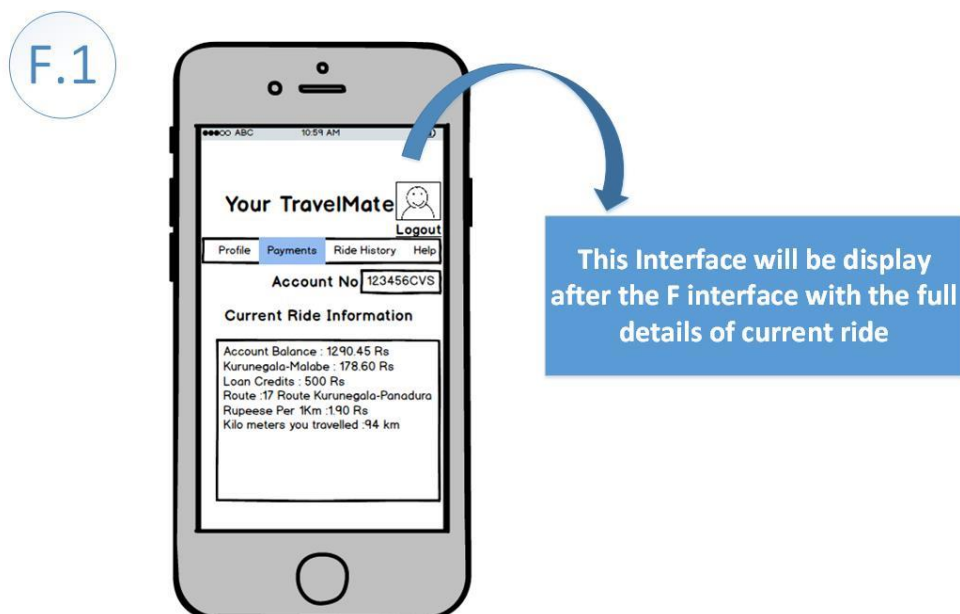 F.1
ABC 10:59 AM
Your TravelMate
Logout
Profile Payments Ride History Help
Account No 123456CVS
Current Ride Information
Account Balance : 1290.45 Rs
Kurunegala-Malabe : 178.60 Rs
Loan Credits : 500 Rs
Route :17 Route Kurunegala-Panadura
Rupeese Per 1Km :1.90 Rs
Kilo meters you travelled :94 km
This Interface will be display
after the F interface with the full
details of current ride